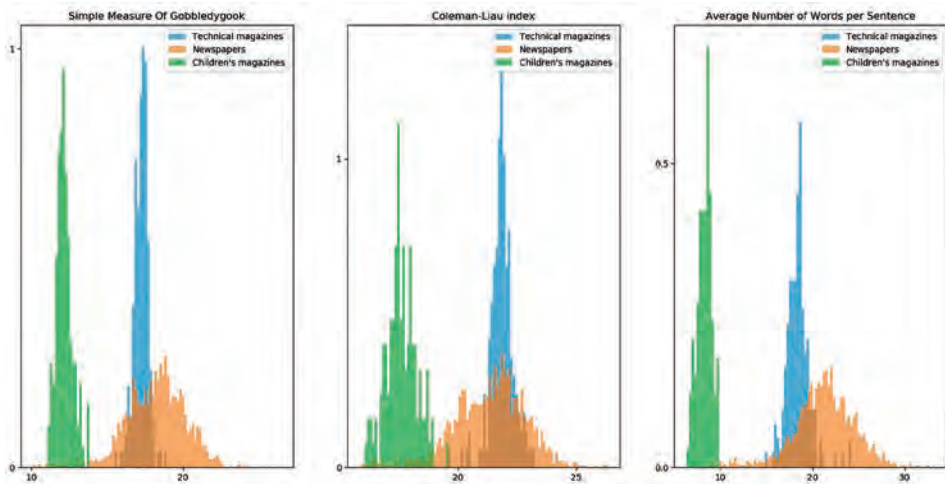 Simple Measure Of Gobbledygook
Technical magazines
Newspapers
Children's magazines
1
0
10
20
Coleman-Liau index
Technical magazines
Newspapers
Children's magazines
1
0
20
25
Average Number of Words per Sentence
Technical magazines
Newspapers
Children's magazines
0.5
0.0
10
20
30